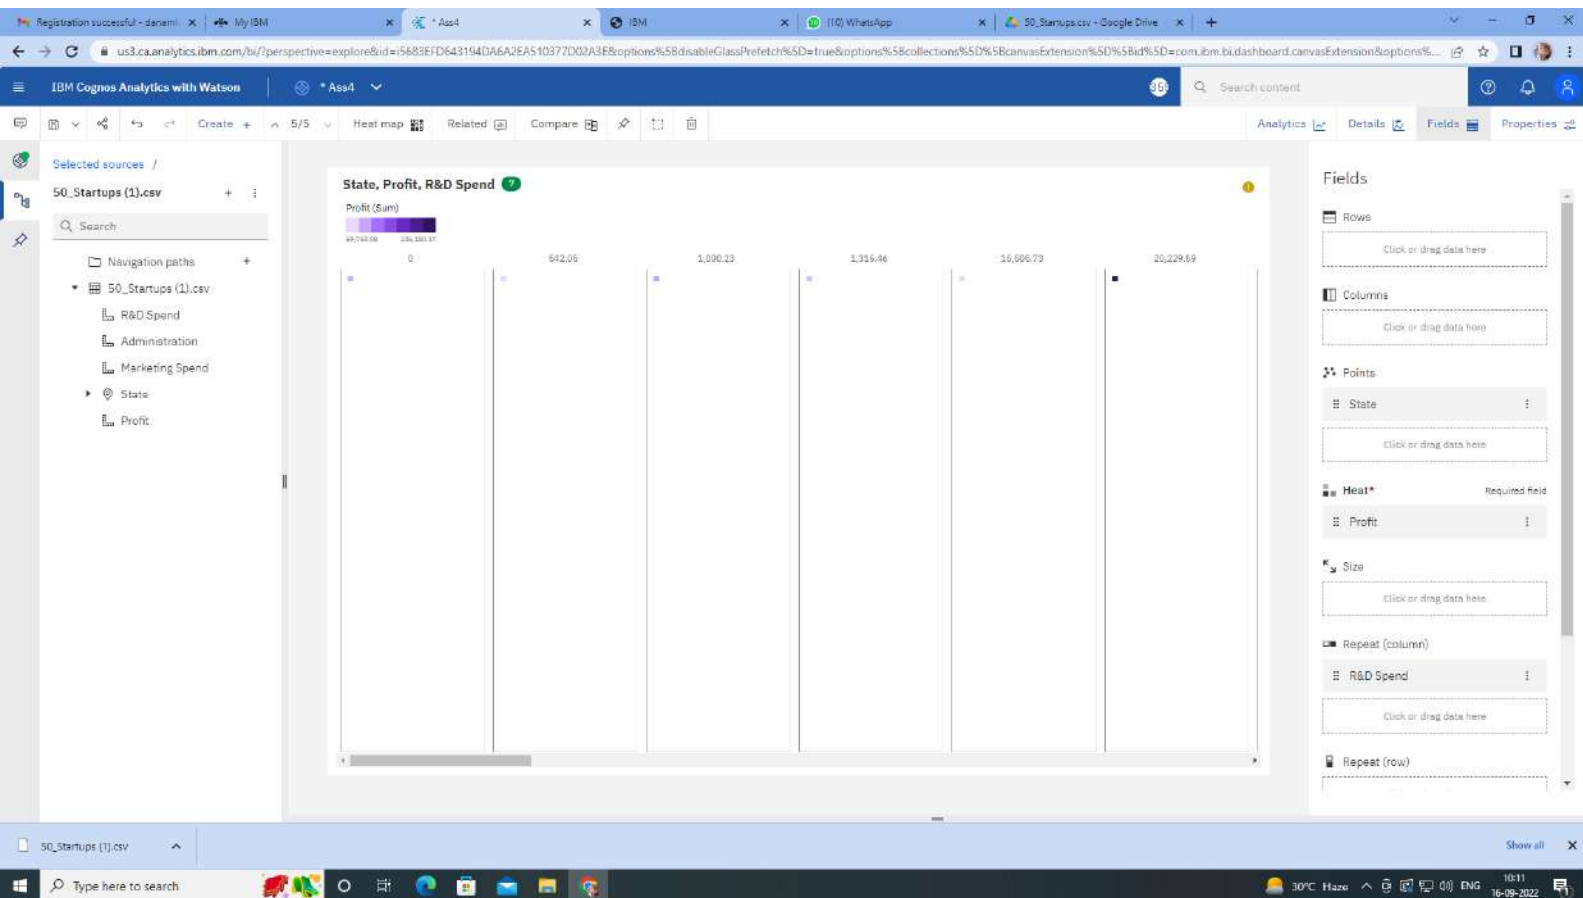 Registration successful - danami
My IBM
* Ass4
IBM
(10) WhatsApp
50_Startups.csv - Google Drive
us3.ca.analytics.ibm.com/bi/?perspective=explore&id=i5683EFD643194DA6A2EA510377D02A3E&options%5BdisableGlassPrefetch%5D=true&options%5Bcollections%5D%5BcanvasExtension%5D%5Bid%5D=com.ibm.bi.dashboard.canvasExtension&options%...
IBM Cognos Analytics with Watson
* Ass4
Search content
Create +
5/5
Heat map
Related
Compare
Analytics
Details
Fields
Properties
Selected sources /
50_Startups (1).csv
Search
Navigation paths
50_Startups (1).csv
R&D Spend
Administration
Marketing Spend
State
Profit
State, Profit, R&D Spend 7
Profit (Sum)
0
642.05
1,000.23
1,315.46
15,505.73
20,229.59
Fields
Rows
Click or drag data here
Columns
Click or drag data here
Points
State
Click or drag data here
Heat* Required field
Profit
Size
Click or drag data here
Repeat (column)
R&D Spend
Click or drag data here
Repeat (row)
50_Startups (1).csv
Show all
Type here to search
30°C Haze
ENG
10:11
16-09-2022